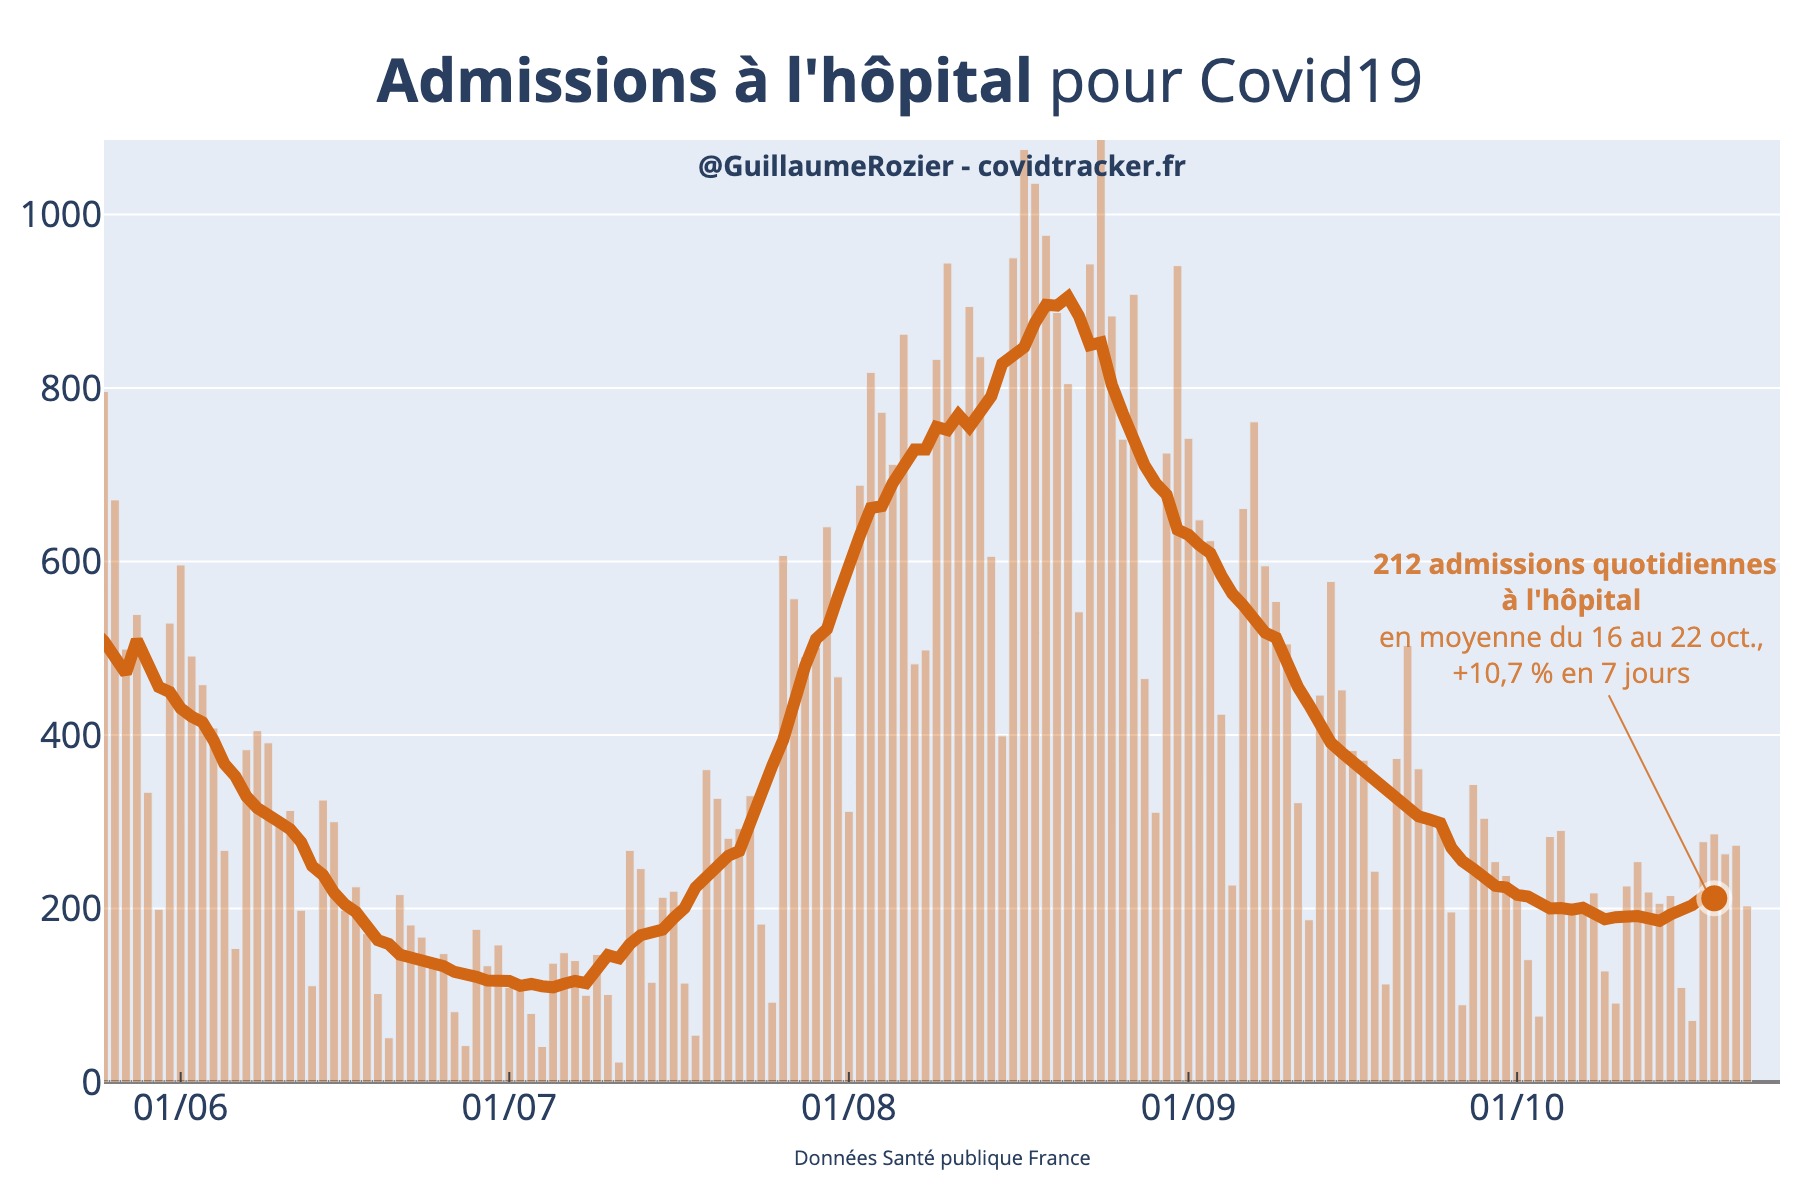 Admissions à l'hôpital pour Covid19
@GuillaumeRozier - covidtracker.fr
1000
800
600
400
200
0
212 admissions quotidiennes
à l'hôpital
en moyenne du 16 au 22 oct.,
+10,7 % en 7 jours
01/06 01/07 01/08 01/09 01/10
Données Santé publique France